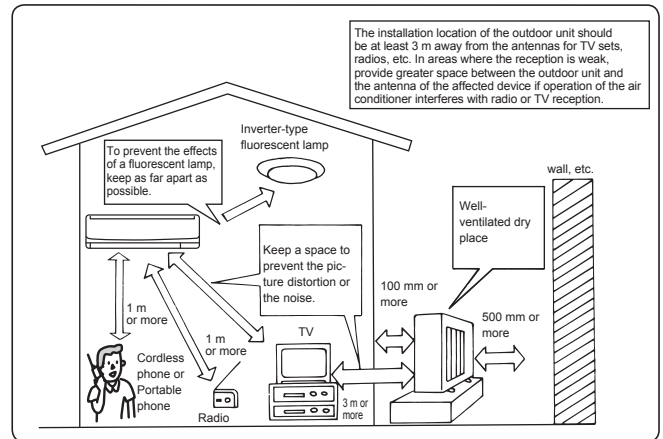 The installation location of the outdoor unit should
be at least 3 m away from the antennas for TV sets,
radios, etc. In areas where the reception is weak,
provide greater space between the outdoor unit and
the antenna of the affected device if operation of the air
conditioner interferes with radio or TV reception.
Inverter-type
fluorescent lamp
To prevent the effects
of a fluorescent lamp,
keep as far apart as
possible.
wall, etc.
Well-
ventilated dry
place
Keep a space to
prevent the pic-
ture distortion or
the noise.
100 mm or
more
500 mm or
more
1 m
or more
1 m
or more
TV
Cordless
phone or
Portable
phone
Radio
3 m or
more